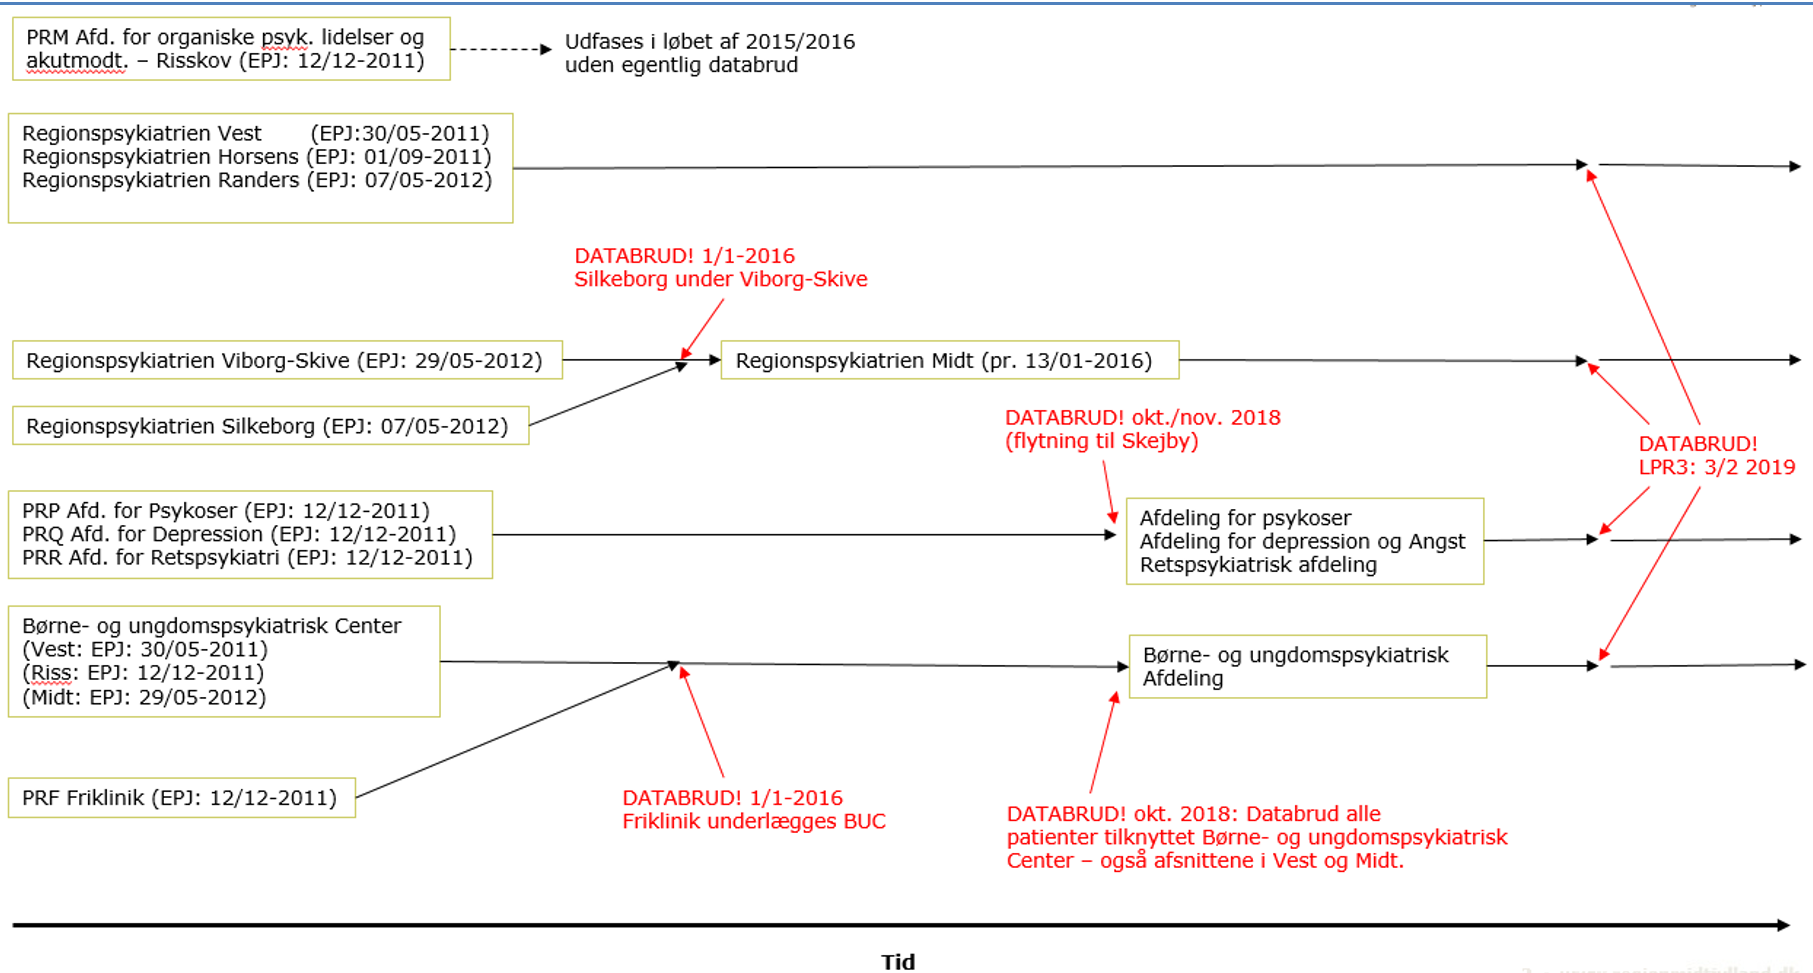 PRM Afd. for organiske psyk. lidelser og
akutmodt. – Risskov (EPJ: 12/12-2011)
Udfases i løbet af 2015/2016
uden egentlig databrud
Regionspsykiatrien Vest (EPJ:30/05-2011)
Regionspsykiatrien Horsens (EPJ: 01/09-2011)
Regionspsykiatrien Randers (EPJ: 07/05-2012)
DATABRUD! 1/1-2016
Silkeborg under Viborg-Skive
Regionspsykiatrien Viborg-Skive (EPJ: 29/05-2012)
Regionspsykiatrien Midt (pr. 13/01-2016)
Regionspsykiatrien Silkeborg (EPJ: 07/05-2012)
DATABRUD! okt./nov. 2018
(flytning til Skejby)
DATABRUD!
LPR3: 3/2 2019
PRP Afd. for Psykoser (EPJ: 12/12-2011)
PRQ Afd. for Depression (EPJ: 12/12-2011)
PRR Afd. for Retspsykiatri (EPJ: 12/12-2011)
Afdeling for psykoser
Afdeling for depression og Angst
Retspsykiatrisk afdeling
Børne- og ungdomspsykiatrisk Center
(Vest: EPJ: 30/05-2011)
(Riss: EPJ: 12/12-2011)
(Midt: EPJ: 29/05-2012)
Børne- og ungdomspsykiatrisk
Afdeling
PRF Friklinik (EPJ: 12/12-2011)
DATABRUD! 1/1-2016
Friklinik underlægges BUC
DATABRUD! okt. 2018: Databrud alle
patienter tilknyttet Børne- og ungdomspsykiatrisk
Center – også afsnittene i Vest og Midt.
Tid